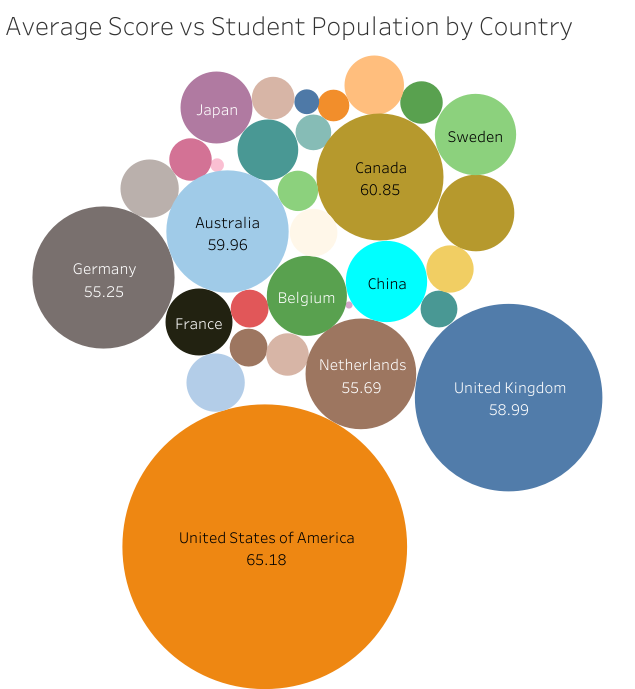 Average Score vs Student Population by Country
Japan
Sweden
Canada
60.85
Australia
59.96
Germany
55.25
China
Belgium
France
Netherlands
55.69
United Kingdom
58.99
United States of America
65.18